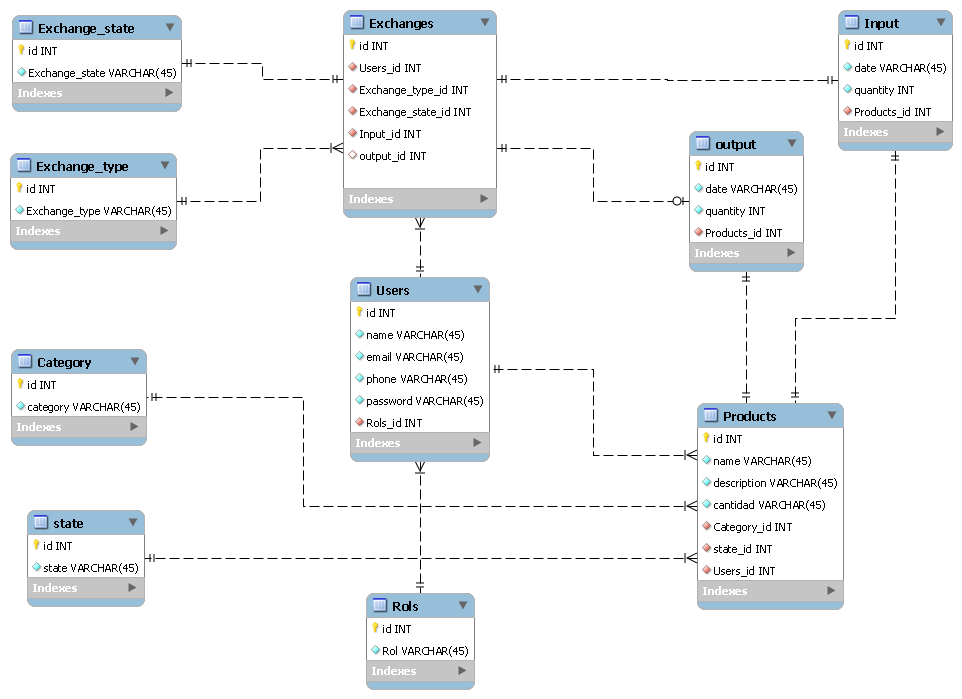 Exchange_state
id INT
Exchange_state VARCHAR(45)
Indexes
Exchanges
id INT
Users_id INT
Exchange_type_id INT
Exchange_state_id INT
Input_id INT
output_id INT
Indexes
Input
id INT
date VARCHAR(45)
quantity INT
Products_id INT
Indexes
Exchange_type
id INT
Exchange_type VARCHAR(45)
Indexes
output
id INT
date VARCHAR(45)
quantity INT
Products_id INT
Indexes
Users
id INT
name VARCHAR(45)
email VARCHAR(45)
phone VARCHAR(45)
password VARCHAR(45)
Rols_id INT
Indexes
Category
id INT
category VARCHAR(45)
Indexes
Products
id INT
name VARCHAR(45)
description VARCHAR(45)
cantidad VARCHAR(45)
Category_id INT
state_id INT
Users_id INT
Indexes
state
id INT
state VARCHAR(45)
Indexes
Rols
id INT
Rol VARCHAR(45)
Indexes